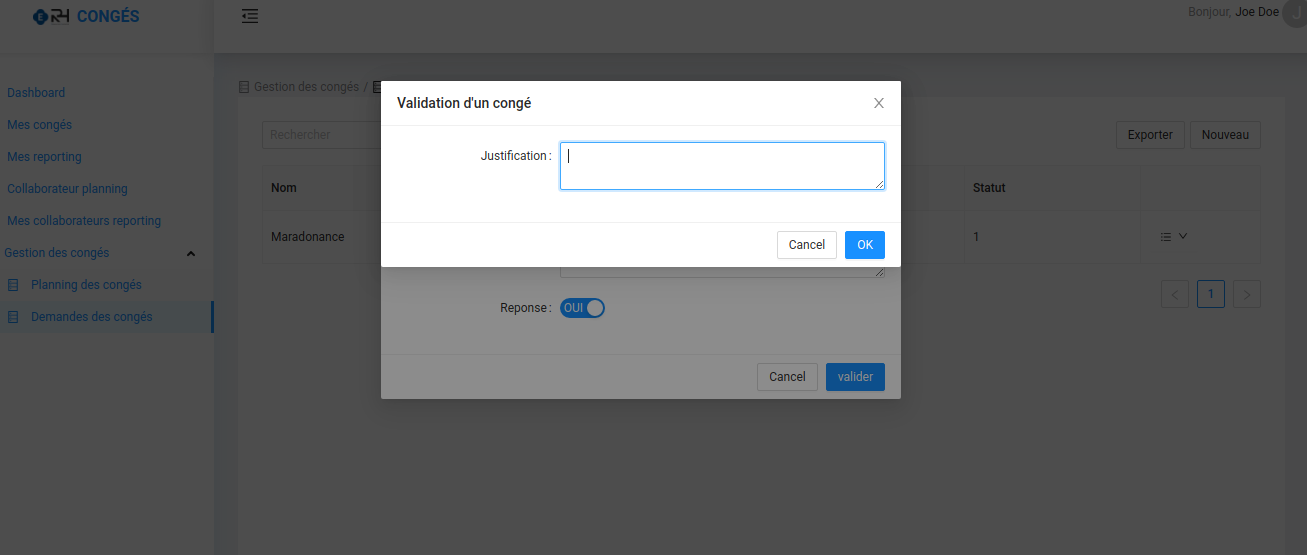 E RH CONGÉS
Bonjour, Joe Doe J
Dashboard
Mes congés
Mes reporting
Collaborateur planning
Mes collaborateurs reporting
Gestion des congés
Planning des congés
Demandes des congés
Gestion des congés /
Rechercher
Exporter
Nouveau
Nom
Statut
Maradonance
1
1
Validation d'un congé
Justification :
Cancel
OK
Reponse :
OUI
Cancel
valider